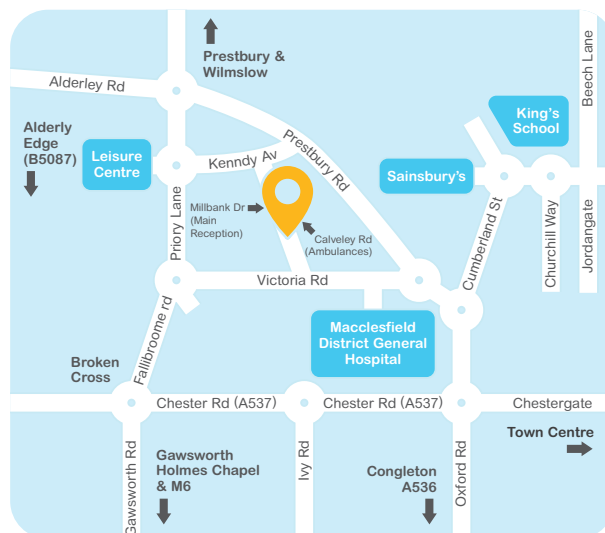 Prestbury &
Wilmslow
Alderley Rd
Beech Lane
Alderly
Edge
(B5087)
Leisure
Centre
Kenndy Av
Prestbury Rd
King's
School
Sainsbury's
Millbank Dr
(Main
Reception)
Calveley Rd
(Ambulances)
Priory Lane
Cumberland St
Churchill Way
Jordangate
Victoria Rd
Fallibroome rd
Macclesfield
District General
Hospital
Broken
Cross
Chester Rd (A537)
Chester Rd (A537)
Chestergate
Town Centre
Gawsworth Rd
Gawsworth
Holmes Chapel
& M6
Ivy Rd
Congleton
A536
Oxford Rd